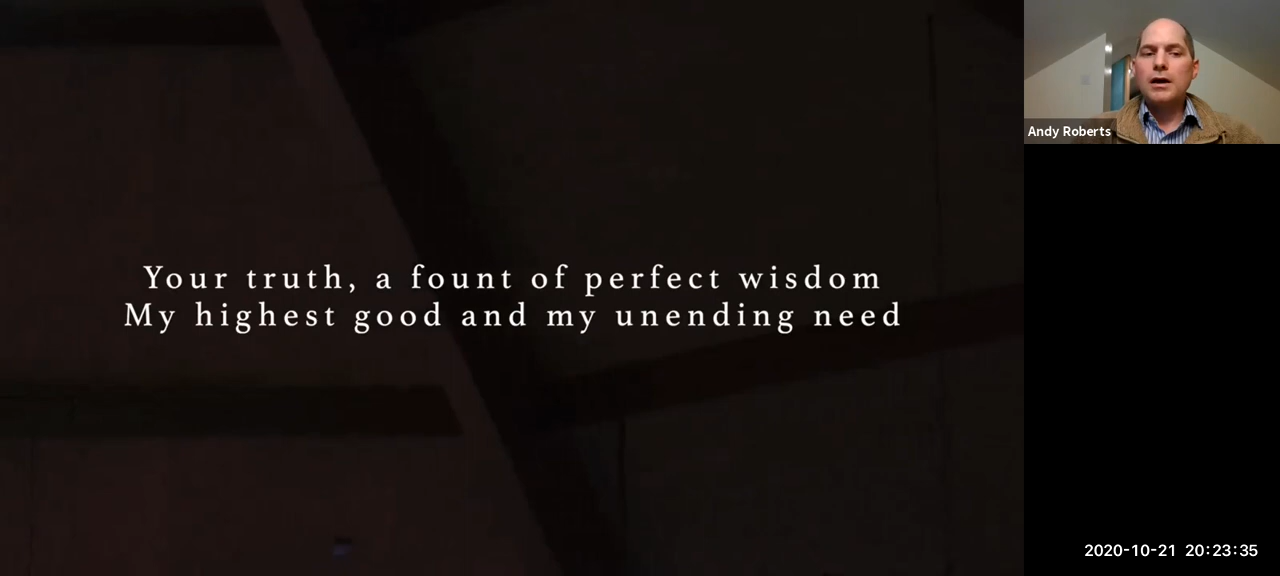 Your truth, a fount of perfect wisdom
My highest good and my unending need
Andy Roberts
2020-10-21 20:23:35